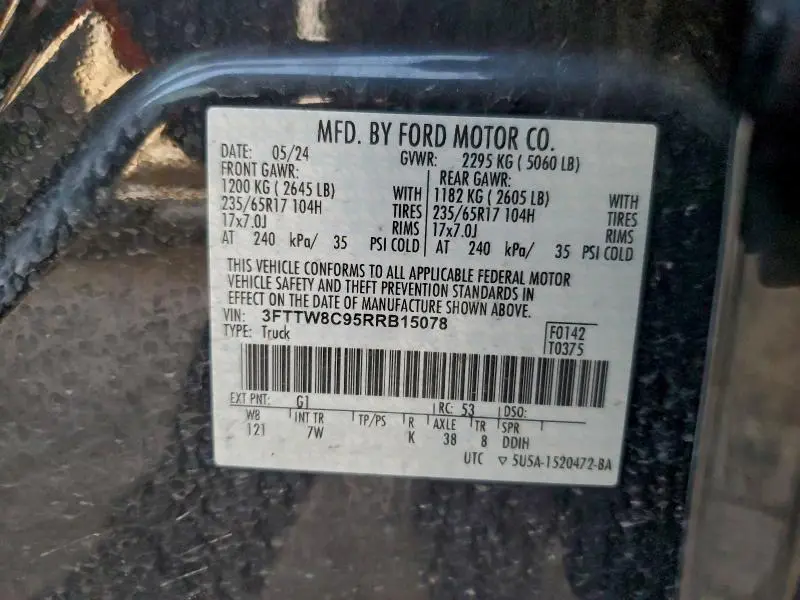 MFD. BY FORD MOTOR CO.
DATE: 05/24 GVWR: 2295 KG ( 5060 LB)
FRONT GAWR: REAR GAWR:
1200 KG ( 2645 LB) WITH 1182 KG ( 2605 LB) WITH
235/65R17 104H TIRES 235/65R17 104H TIRES
17x7.0J RIMS 17x7.0J RIMS
AT 240 kPa/ 35 PSI COLD AT 240 kPa/ 35 PSI COLD
THIS VEHICLE CONFORMS TO ALL APPLICABLE FEDERAL MOTOR
VEHICLE SAFETY AND THEFT PREVENTION STANDARDS IN
EFFECT ON THE DATE OF MANUFACTURE SHOWN ABOVE.
VIN: 3FTTW8C95RRB15078
TYPE: Truck F0142
T0375
EXT PNT: G1 RC: 53 DSO:
WB INT TR TP/PS R AXLE TR SPR
121 7W K 38 8 DDIH
UTC ▽ 5U5A-1520472-BA